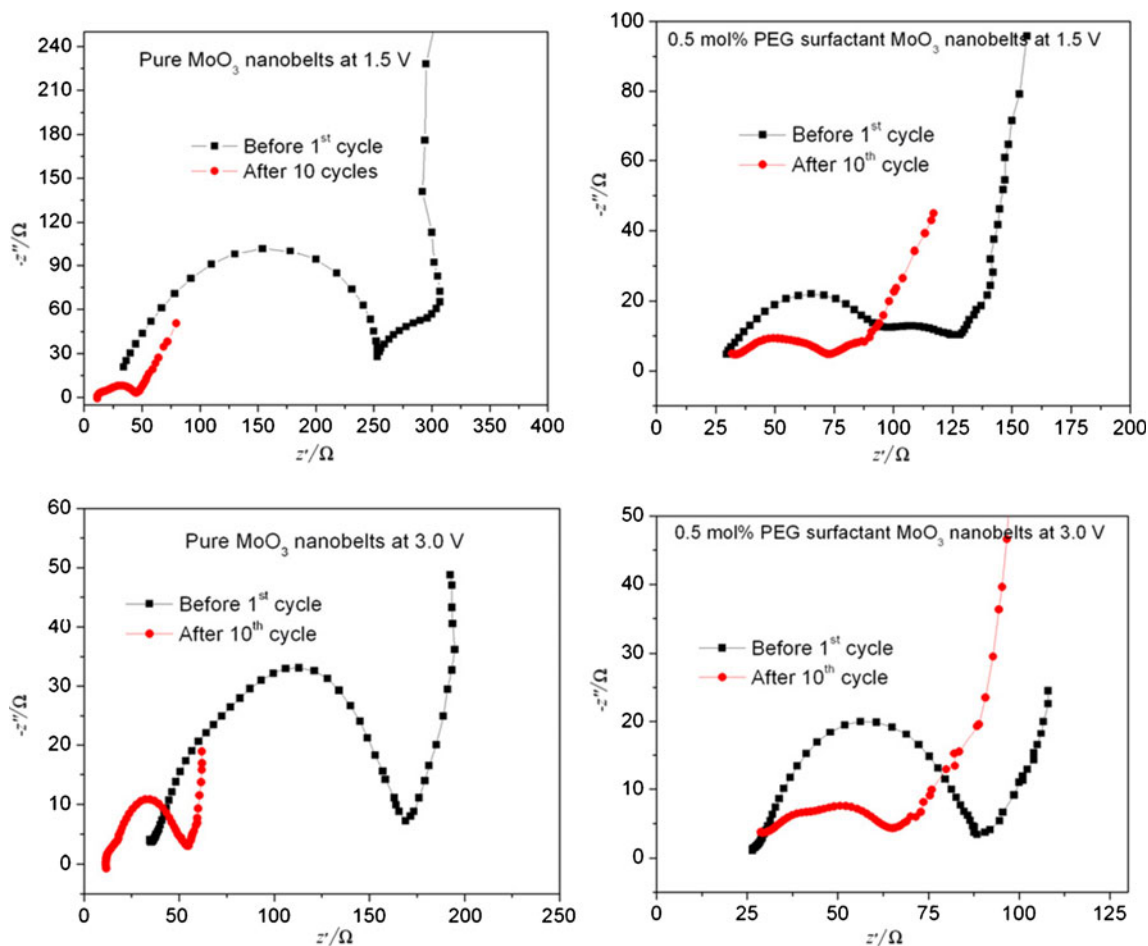 240
210
180
150
120
90
60
30
0
-z''/Ω
Pure MoO₃ nanobelts at 1.5 V
Before 1ˢᵗ cycle
After 10 cycles
0 50 100 150 200 250 300 350 400
z'/Ω
100
80
60
40
20
0
-z''/Ω
0.5 mol% PEG surfactant MoO₃ nanobelts at 1.5 V
Before 1ˢᵗ cycle
After 10ᵗʰ cycle
0 25 50 75 100 125 150 175 200
z'/Ω
60
50
40
30
20
10
0
-z''/Ω
Pure MoO₃ nanobelts at 3.0 V
Before 1ˢᵗ cycle
After 10ᵗʰ cycle
0 50 100 150 200 250
z'/Ω
50
40
30
20
10
0
-z''/Ω
0.5 mol% PEG surfactant MoO₃ nanobelts at 3.0 V
Before 1ˢᵗ cycle
After 10ᵗʰ cycle
0 25 50 75 100
z'/Ω